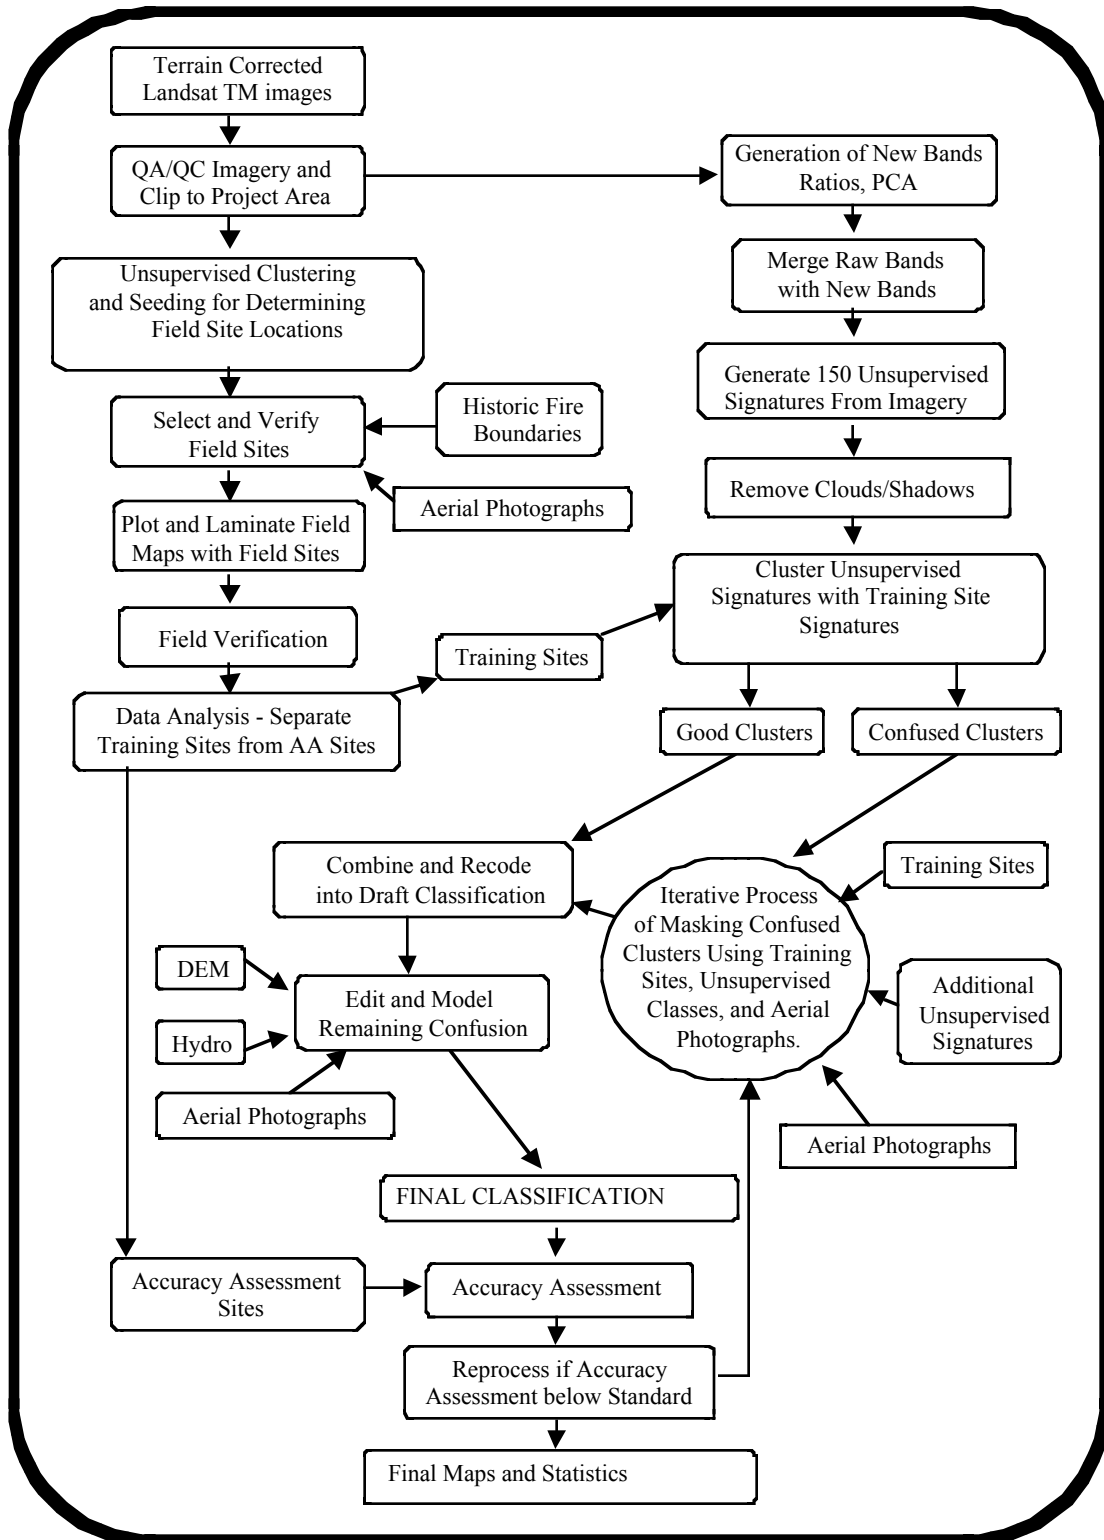 Terrain Corrected
Landsat TM images
QA/QC Imagery and
Clip to Project Area
Generation of New Bands
Ratios, PCA
Unsupervised Clustering
and Seeding for Determining
Field Site Locations
Merge Raw Bands
with New Bands
Generate 150 Unsupervised
Signatures From Imagery
Select and Verify
Field Sites
Historic Fire
Boundaries
Aerial Photographs
Remove Clouds/Shadows
Plot and Laminate Field
Maps with Field Sites
Cluster Unsupervised
Signatures with Training Site
Signatures
Field Verification
Training Sites
Data Analysis - Separate
Training Sites from AA Sites
Good Clusters
Confused Clusters
Combine and Recode
into Draft Classification
Iterative Process
of Masking Confused
Clusters Using Training
Sites, Unsupervised
Classes, and Aerial
Photographs.
Training Sites
DEM
Edit and Model
Remaining Confusion
Hydro
Additional
Unsupervised
Signatures
Aerial Photographs
Aerial Photographs
FINAL CLASSIFICATION
Accuracy Assessment
Sites
Accuracy Assessment
Reprocess if Accuracy
Assessment below Standard
Final Maps and Statistics